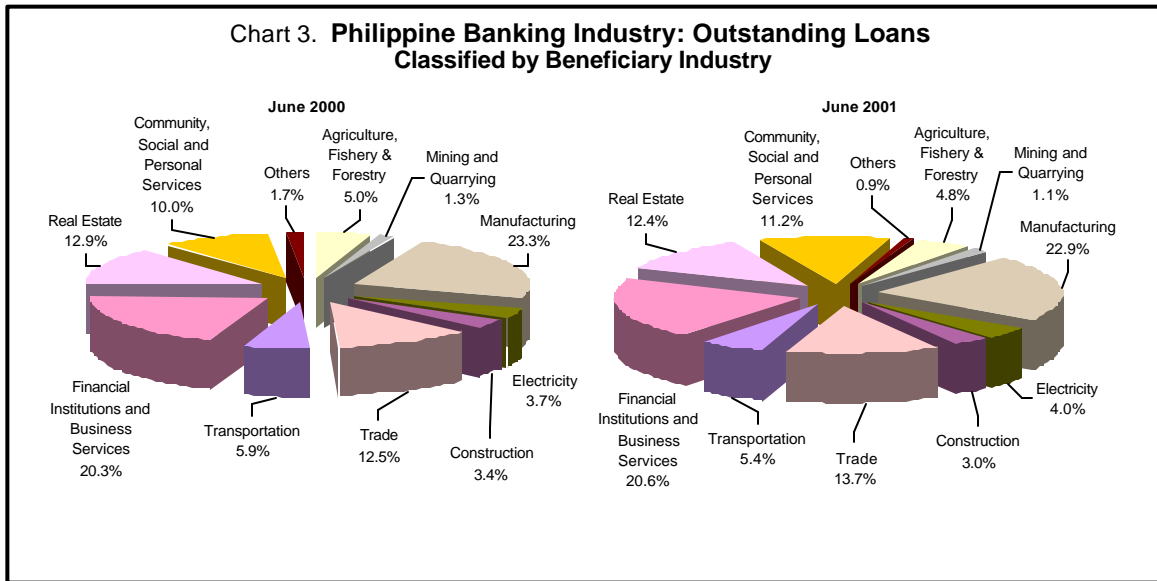 Chart 3. Philippine Banking Industry: Outstanding Loans
Classified by Beneficiary Industry
June 2000
Community,
Social and
Personal
Services
10.0%
Others
1.7%
Agriculture,
Fishery &
Forestry
5.0%
Mining and
Quarrying
1.3%
Manufacturing
23.3%
Real Estate
12.9%
Financial
Institutions and
Business
Services
20.3%
Transportation
5.9%
Trade
12.5%
Construction
3.4%
Electricity
3.7%
June 2001
Community,
Social and
Personal
Services
11.2%
Others
0.9%
Agriculture,
Fishery &
Forestry
4.8%
Mining and
Quarrying
1.1%
Manufacturing
22.9%
Real Estate
12.4%
Financial
Institutions and
Business
Services
20.6%
Transportation
5.4%
Trade
13.7%
Construction
3.0%
Electricity
4.0%